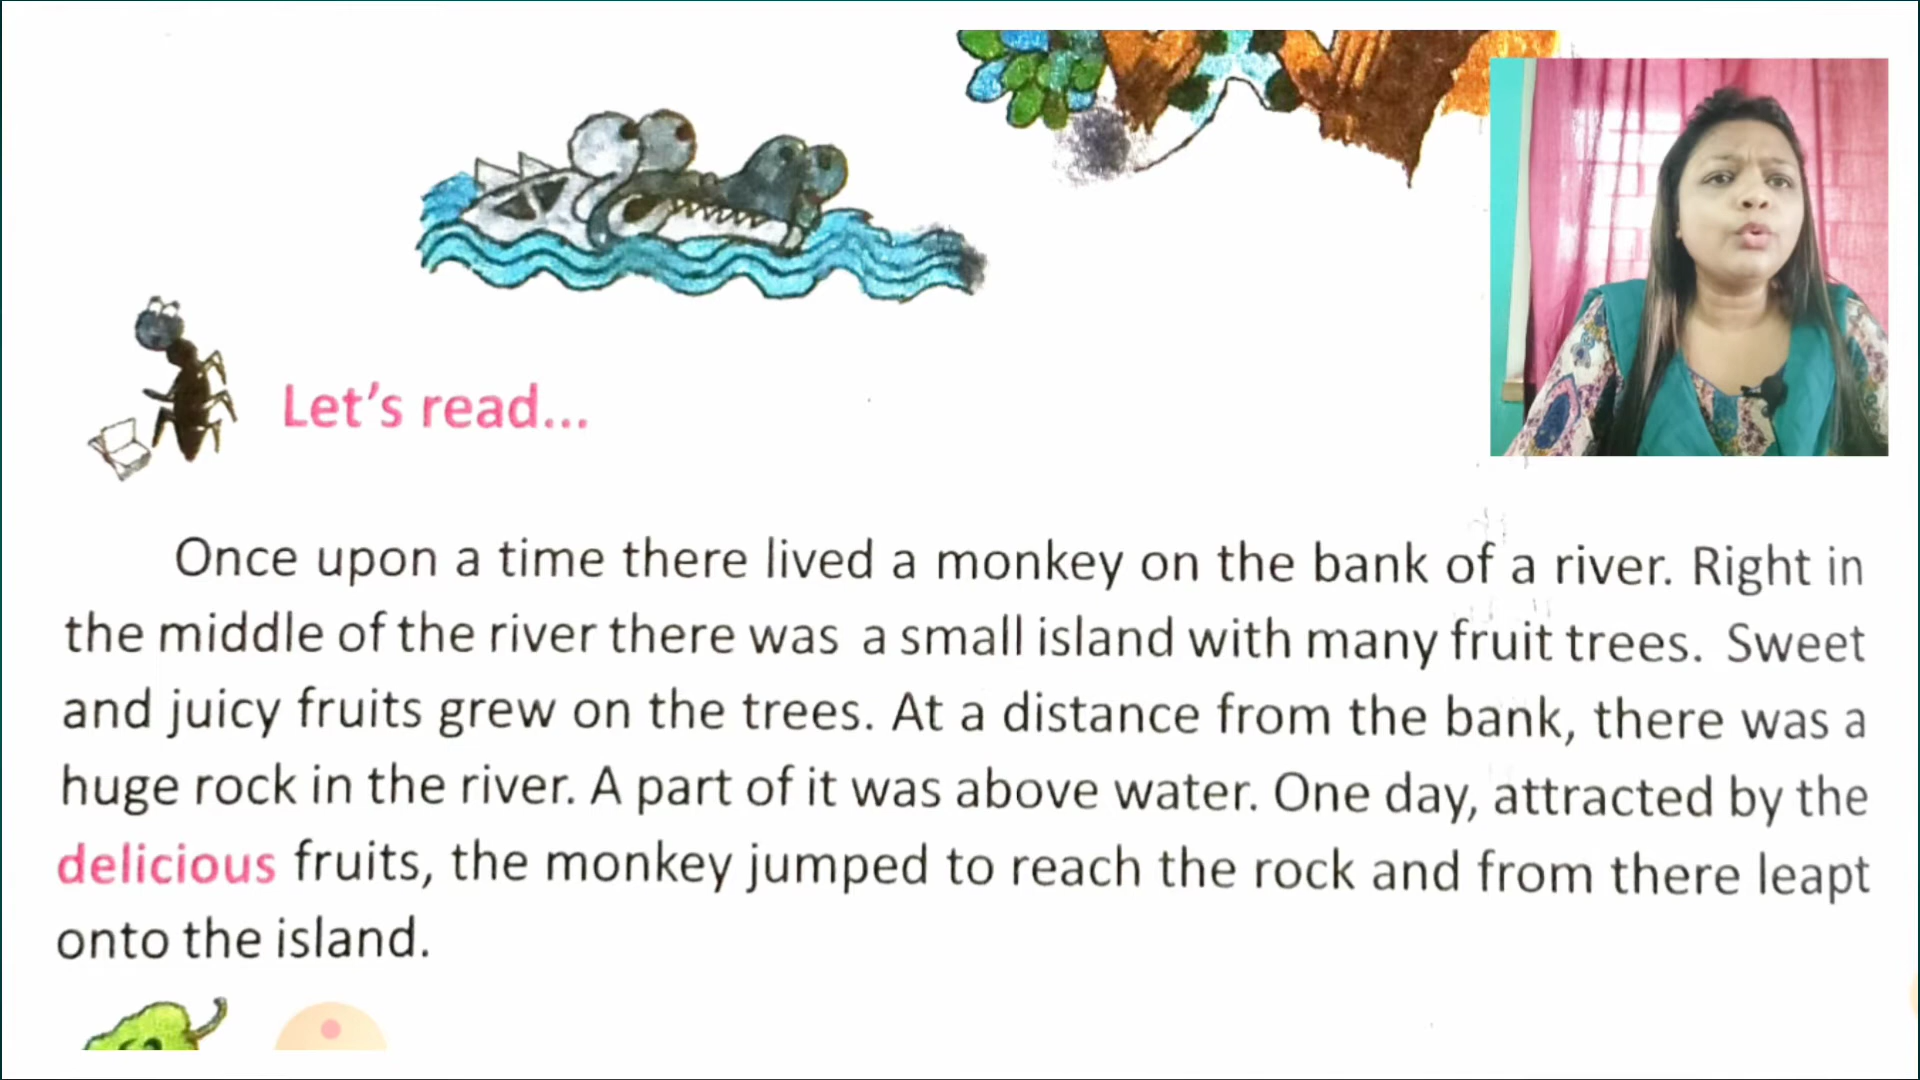 Let's read...
Once upon a time there lived a monkey on the bank of a river. Right in
the middle of the river there was a small island with many fruit trees. Sweet
and juicy fruits grew on the trees. At a distance from the bank, there was a
huge rock in the river. A part of it was above water. One day, attracted by the
delicious fruits, the monkey jumped to reach the rock and from there leapt
onto the island.